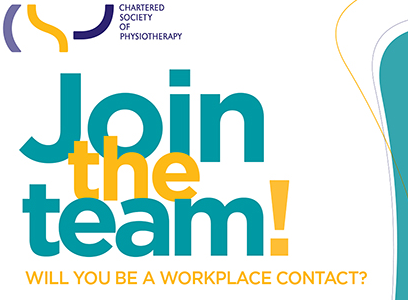 CHARTERED
SOCIETY
OF
PHYSIOTHERAPY
Join
the
team!
WILL YOU BE A WORKPLACE CONTACT?